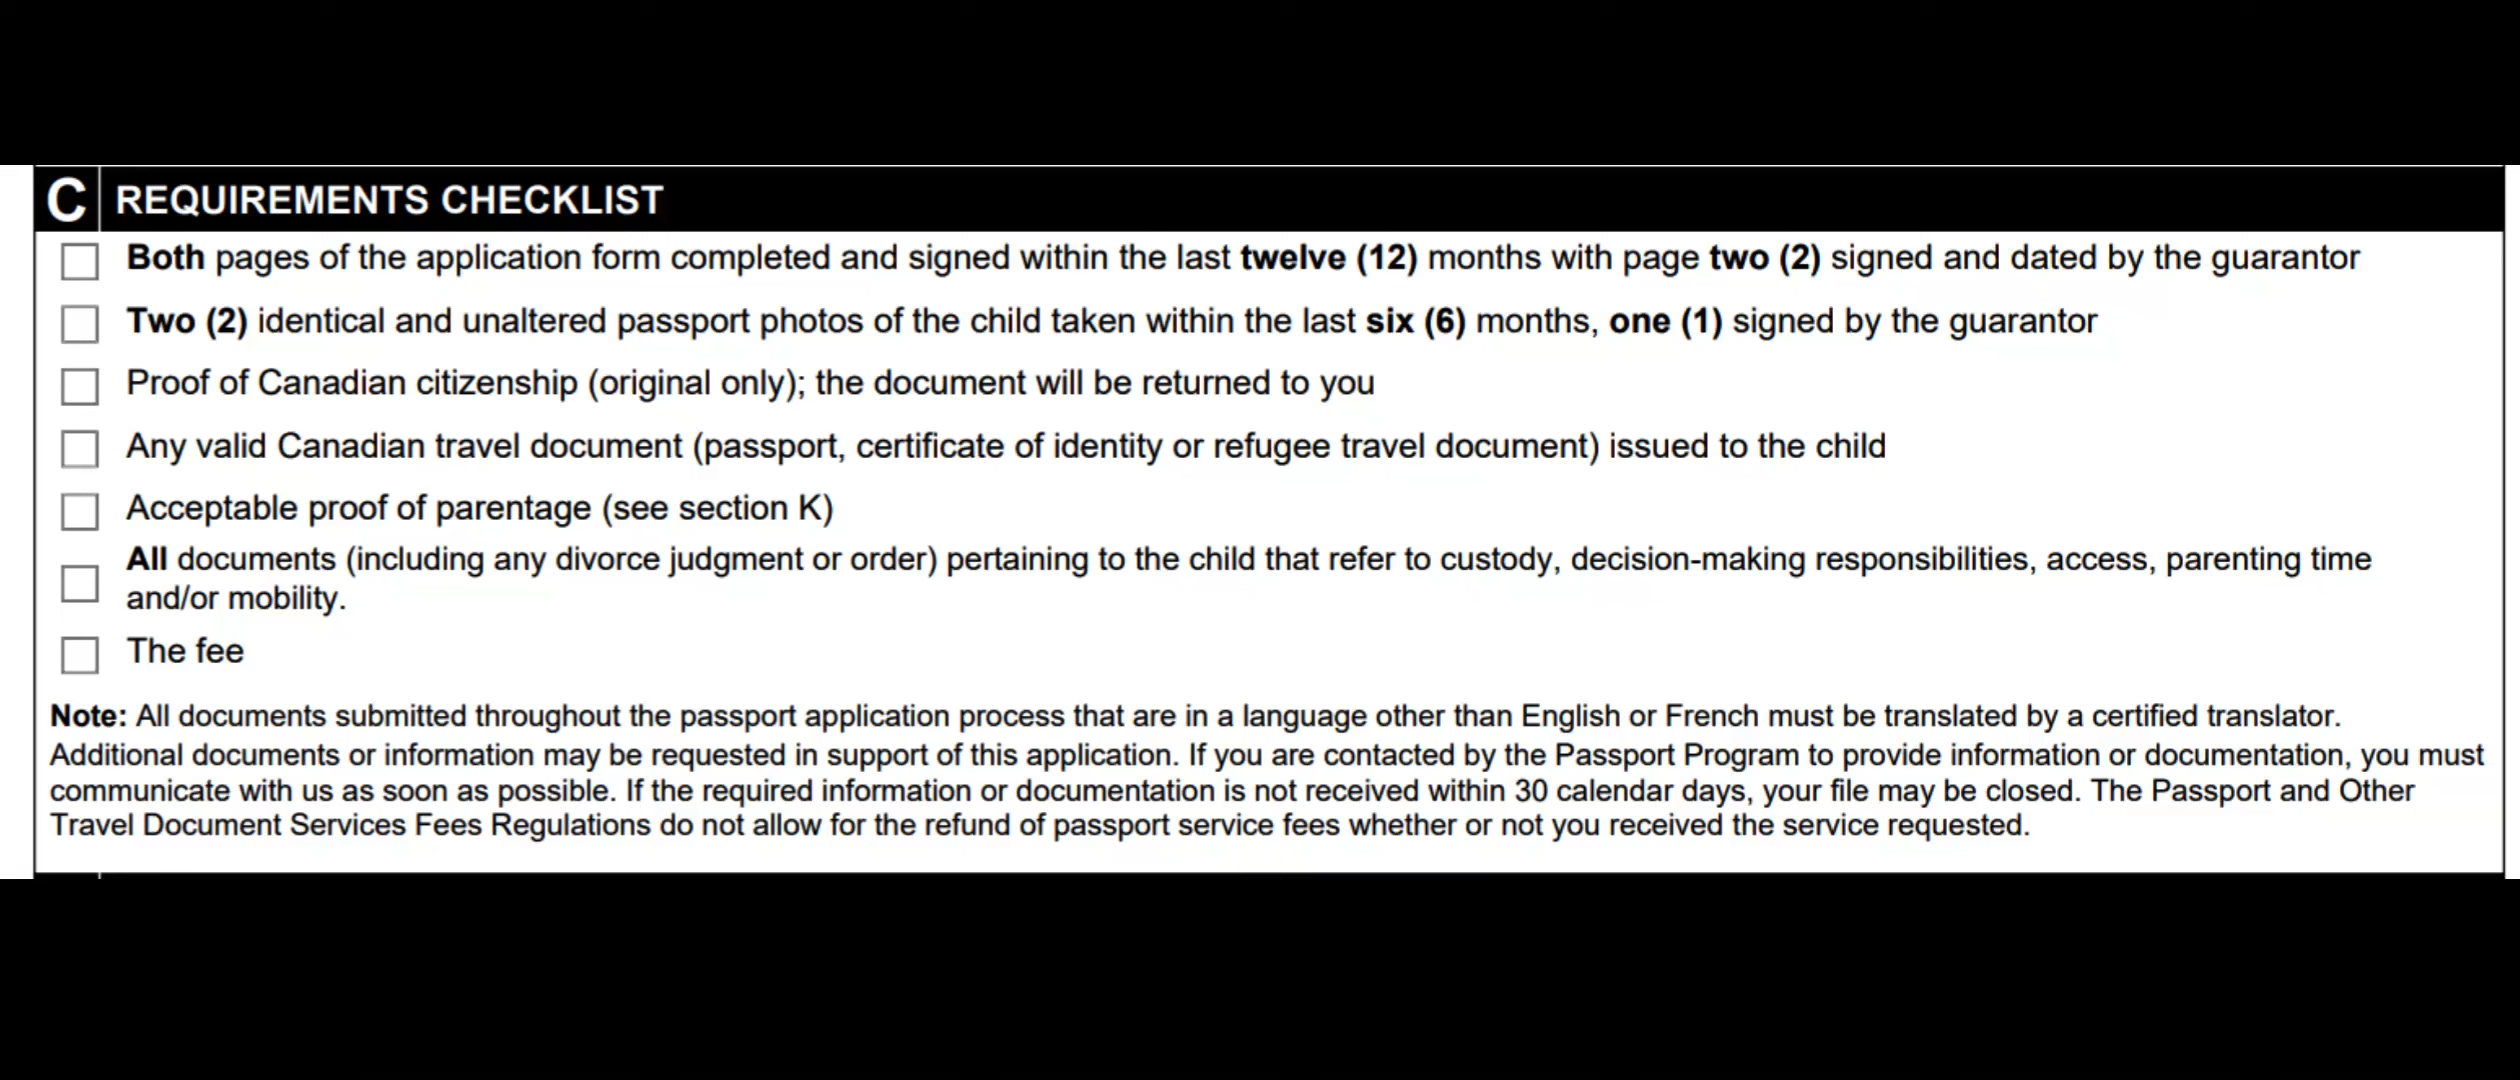 C REQUIREMENTS CHECKLIST
Both pages of the application form completed and signed within the last twelve (12) months with page two (2) signed and dated by the guarantor
Two (2) identical and unaltered passport photos of the child taken within the last six (6) months, one (1) signed by the guarantor
Proof of Canadian citizenship (original only); the document will be returned to you
Any valid Canadian travel document (passport, certificate of identity or refugee travel document) issued to the child
Acceptable proof of parentage (see section K)
All documents (including any divorce judgment or order) pertaining to the child that refer to custody, decision-making responsibilities, access, parenting time
and/or mobility.
The fee
Note: All documents submitted throughout the passport application process that are in a language other than English or French must be translated by a certified translator.
Additional documents or information may be requested in support of this application. If you are contacted by the Passport Program to provide information or documentation, you must
communicate with us as soon as possible. If the required information or documentation is not received within 30 calendar days, your file may be closed. The Passport and Other
Travel Document Services Fees Regulations do not allow for the refund of passport service fees whether or not you received the service requested.